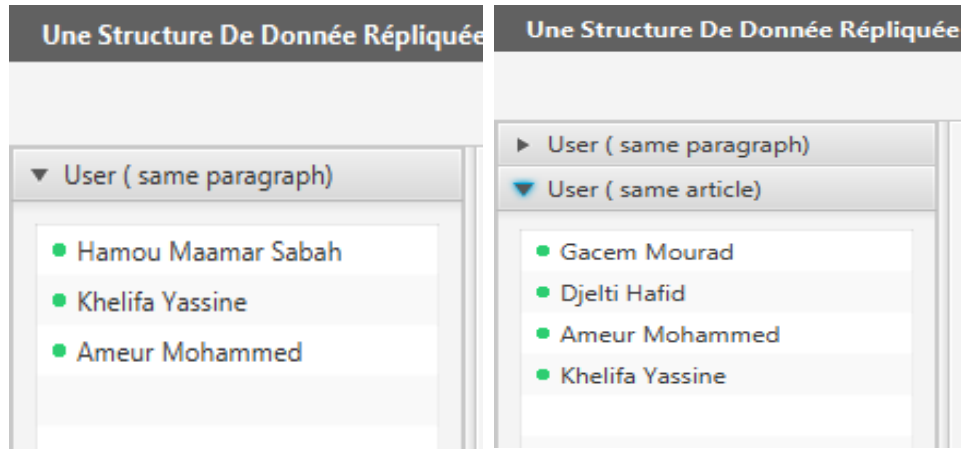 Une Structure De Donnée Répliquée
User ( same paragraph)
Hamou Maamar Sabah
Khelifa Yassine
Ameur Mohammed
Une Structure De Donnée Répliquée
User ( same paragraph)
User ( same article)
Gacem Mourad
Djelti Hafid
Ameur Mohammed
Khelifa Yassine